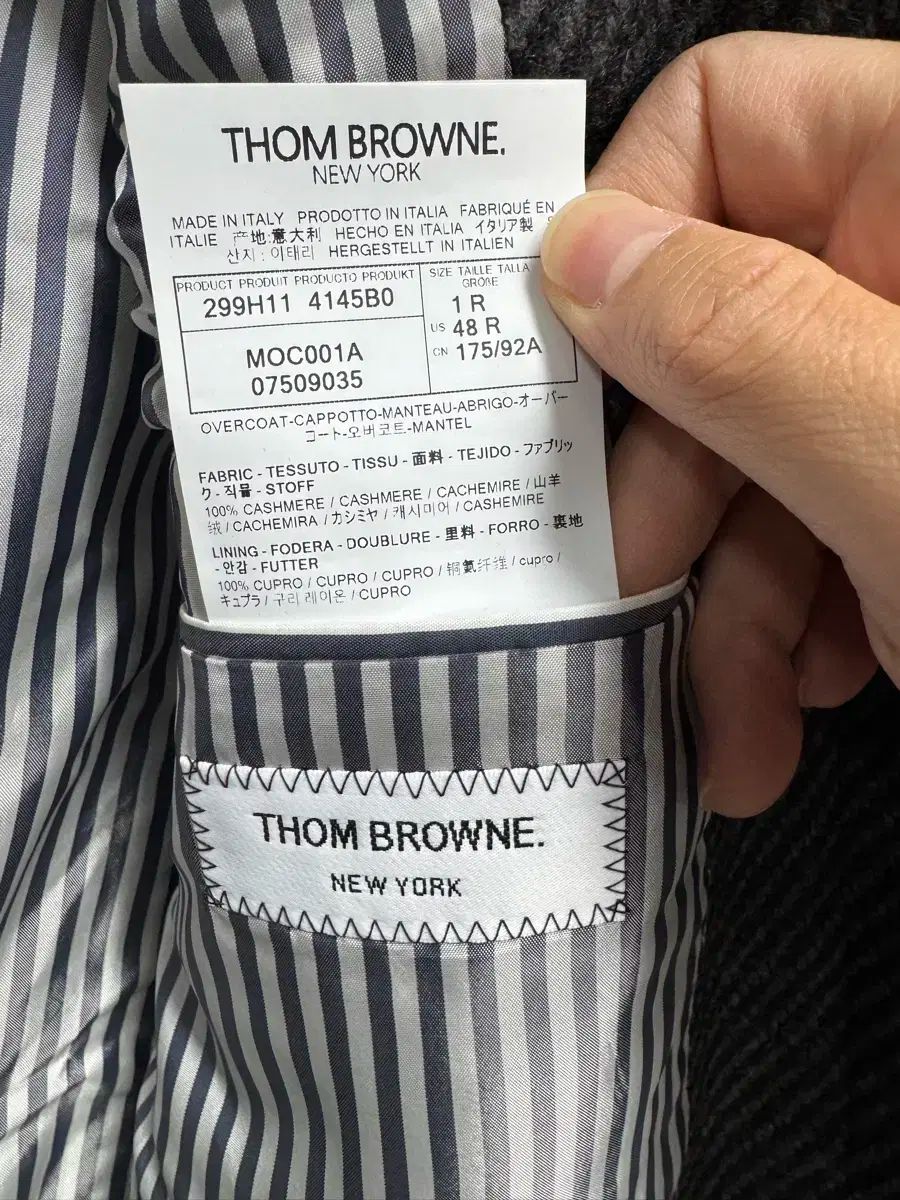 THOM BROWNE.
NEW YORK
MADE IN ITALY PRODOTTO IN ITALIA FABRIQUÉ EN
ITALIE 产地:意大利 HECHO EN ITALIA イタリア製
산지 : 이태리 HERGESTELLT IN ITALIEN
PRODUCT PRODUIT PRODUCTO PRODUKT
299H11 4145B0
MOC001A
07509035
SIZE TAILLE TALLA
GRÖßE
1 R
US 48 R
CN 175/92A
OVERCOAT-CAPPOTTO-MANTEAU-ABRIGO-オーバー
コート-오버코트-MANTEL
FABRIC - TESSUTO - TISSU - 面料 - TEJIDO - ファブリッ
ク - 직물 - STOFF
100% CASHMERE / CASHMERE / CACHEMIRE / 山羊
绒 / CACHEMIRA / カシミヤ / 캐시미어 / CASHEMIRE
LINING - FODERA - DOUBLURE - 里料 - FORRO - 裏地
- 안감 - FUTTER
100% CUPRO / CUPRO / CUPRO / 铜氨纤维 / cupro /
キュプラ / 구리 레이온 / CUPRO
THOM BROWNE.
NEW YORK